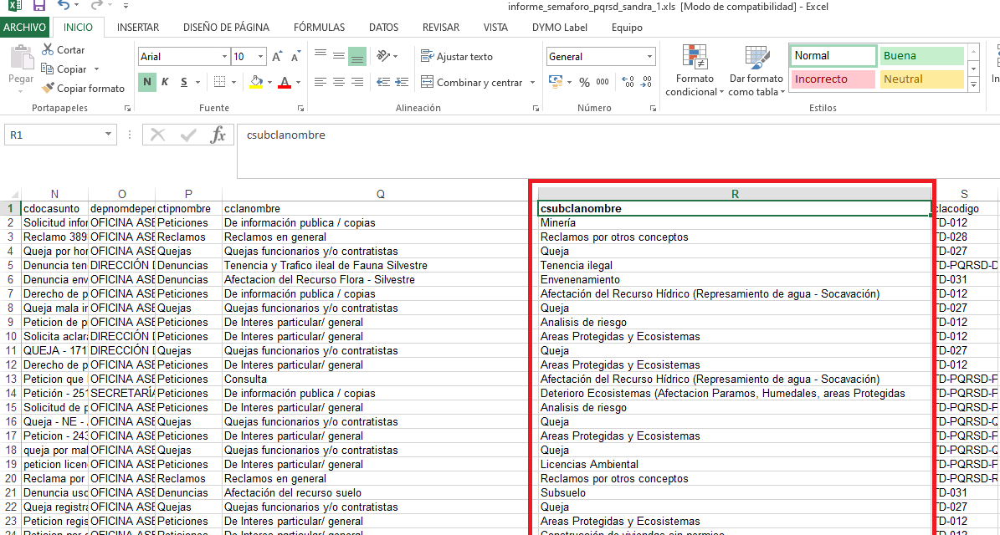 informe_semaforo_pqrsd_sandra_1.xls [Modo de compatibilidad] - Excel
ARCHIVO INICIO INSERTAR DISEÑO DE PÁGINA FÓRMULAS DATOS REVISAR VISTA DYMO Label Equipo
Pegar Cortar Copiar Copiar formato
Arial 10 N K S
Ajustar texto
Combinar y centrar
General % 000
Formato condicional Dar formato como tabla
Normal Buena
Incorrecto Neutral
Portapapeles Fuente Alineación Número Estilos
R1 fx csubclanombre
N O P Q R S
1 cdocasunto depnomdeper ctipnombre cclanombre csubclanombre clacodigo
2 Solicitud infor OFICINA ASE Peticiones De información publica / copias Minería TD-012
3 Reclamo 389 OFICINA ASE Reclamos Reclamos en general Reclamos por otros conceptos TD-028
4 Queja por hor OFICINA ASE Quejas Quejas funcionarios y/o contratistas Queja TD-027
5 Denuncia ten DIRECCIÓN D Denuncias Tenencia y Trafico ileal de Fauna Silvestre Tenencia ilegal TD-PQRSD-D
6 Denuncia env OFICINA ASE Denuncias Afectacion del Recurso Flora - Silvestre Envenenamiento TD-031
7 Derecho de p OFICINA ASE Peticiones De información publica / copias Afectación del Recurso Hídrico (Represamiento de agua - Socavación) TD-012
8 Queja mala ir OFICINA ASE Quejas Quejas funcionarios y/o contratistas Queja TD-027
9 Peticion de p OFICINA ASE Peticiones De Interes particular/ general Analisis de riesgo TD-012
10 Solicita aclar DIRECCIÓN D Peticiones De Interes particular/ general Areas Protegidas y Ecosistemas TD-012
11 QUEJA - 171 DIRECCIÓN D Quejas Quejas funcionarios y/o contratistas Queja TD-027
12 Derecho de p OFICINA ASE Peticiones De Interes particular/ general Areas Protegidas y Ecosistemas TD-012
13 Peticion que OFICINA ASE Peticiones Consulta Afectación del Recurso Hídrico (Represamiento de agua - Socavación) TD-PQRSD-F
14 Petición - 251 SECRETARÍA Peticiones De información publica / copias Deterioro Ecosistemas (Afectacion Paramos, Humedales, areas Protegidas TD-PQRSD-F
15 Solicitud de p OFICINA ASE Peticiones De Interes particular/ general Analisis de riesgo TD-PQRSD-F
16 Queja - NE - OFICINA ASE Quejas Quejas funcionarios y/o contratistas Queja TD-PQRSD-Q
17 Peticion - 243 OFICINA ASE Peticiones De Interes particular/ general Areas Protegidas y Ecosistemas TD-PQRSD-F
18 queja por mal OFICINA ASE Quejas Quejas funcionarios y/o contratistas Queja TD-PQRSD-Q
19 peticion licen OFICINA ASE Peticiones De Interes particular/ general Licencias Ambiental TD-PQRSD-F
20 Reclama por OFICINA ASE Reclamos Reclamos en general Reclamos por otros conceptos TD-PQRSD-R
21 Denuncia usc OFICINA ASE Denuncias Afectación del recurso suelo Subsuelo TD-031
22 Queja registra OFICINA ASE Quejas Quejas funcionarios y/o contratistas Queja TD-027
23 Peticion regis OFICINA ASE Peticiones De Interes particular/ general Areas Protegidas y Ecosistemas TD-012
24 Peticion por OFICINA ASE Peticiones De Interes particular/ general Construcción de viviendas sin permiso TD-012